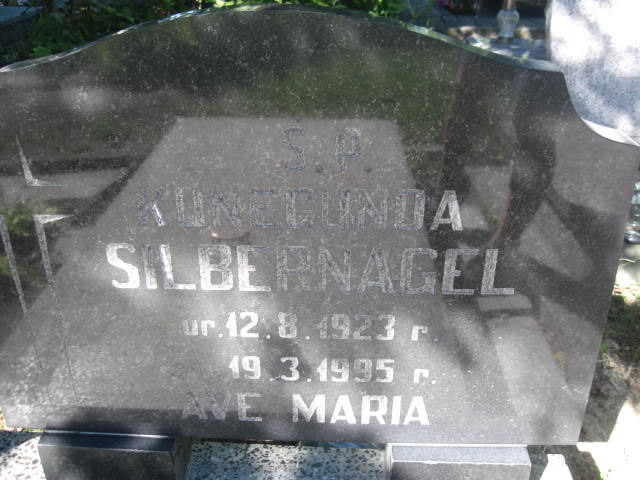 Ś.P.
KUNEGUNDA
SILBERNAGEL
ur.12.8.1923 r.
19.3.1995 r.
AVE MARIA